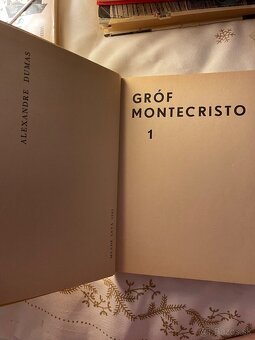 ALEXANDRE DUMAS
GRÓF
MONTECRISTO
1